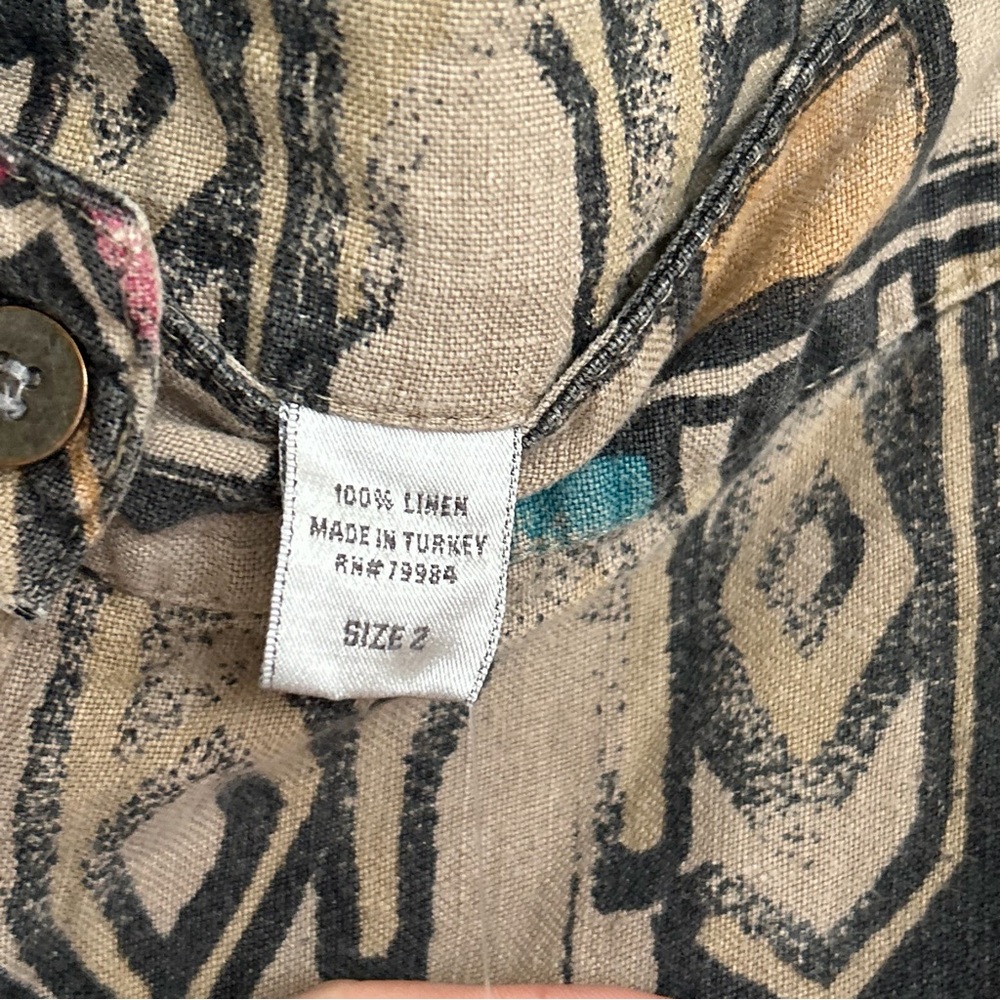 100% LINEN
MADE IN TURKEY
RN#79984
SIZE 2